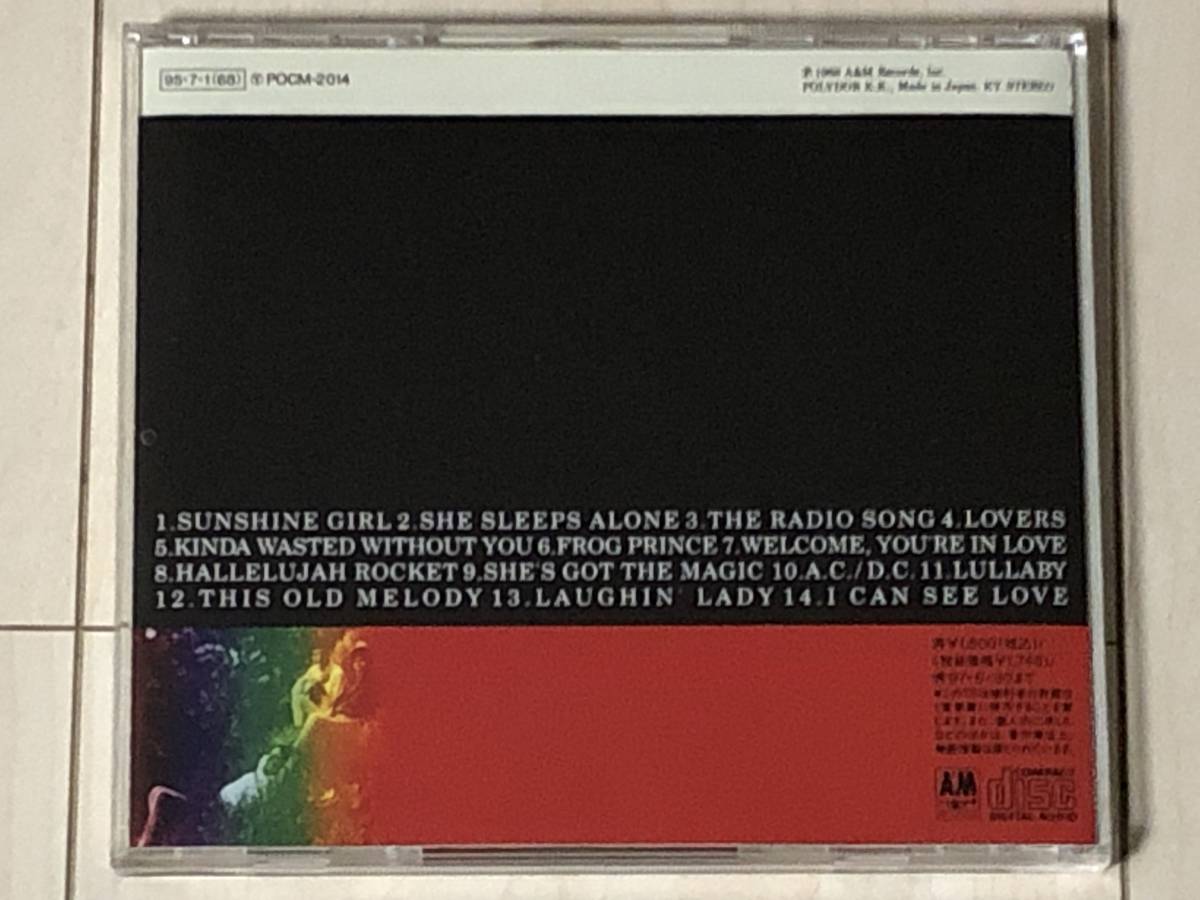 95・7・1(68) Ⓨ POCM-2014
℗ 1968 A&M Records, Inc.
POLYDOR K.K., Made in Japan. KY STEREO
1.SUNSHINE GIRL 2.SHE SLEEPS ALONE 3.THE RADIO SONG 4.LOVERS
5.KINDA WASTED WITHOUT YOU 6.FROG PRINCE 7.WELCOME, YOU'RE IN LOVE
8.HALLELUJAH ROCKET 9.SHE'S GOT THE MAGIC 10.A.C./D.C. 11.LULLABY
12.THIS OLD MELODY 13.LAUGHIN' LADY 14.I CAN SEE LOVE
A&M
COMPACT
disc
DIGITAL AUDIO